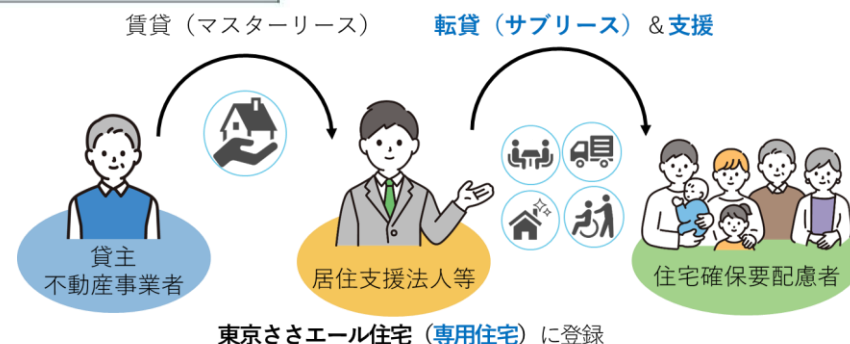 賃貸（マスターリース）
転貸（サブリース）＆支援
貸主
不動産事業者
居住支援法人等
住宅確保要配慮者
東京ささエール住宅（専用住宅）に登録